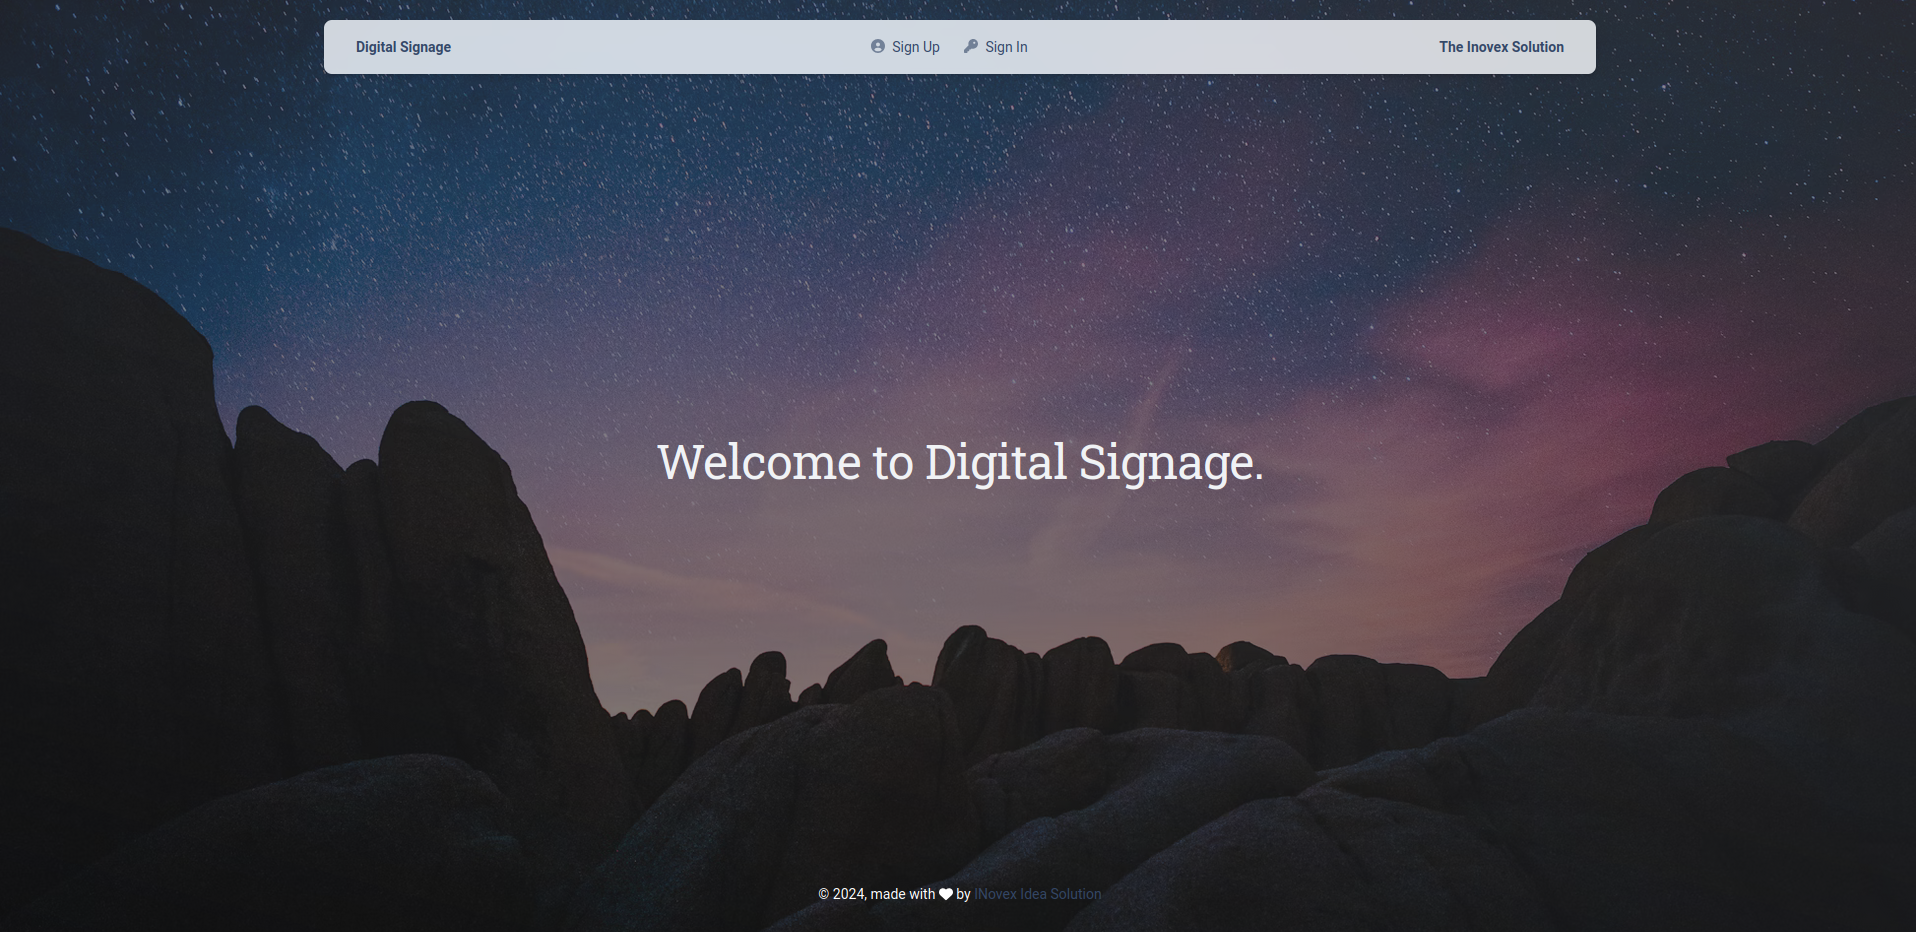 Digital Signage
Sign Up
Sign In
The Inovex Solution
Welcome to Digital Signage.
© 2024, made with by INovex Idea Solution